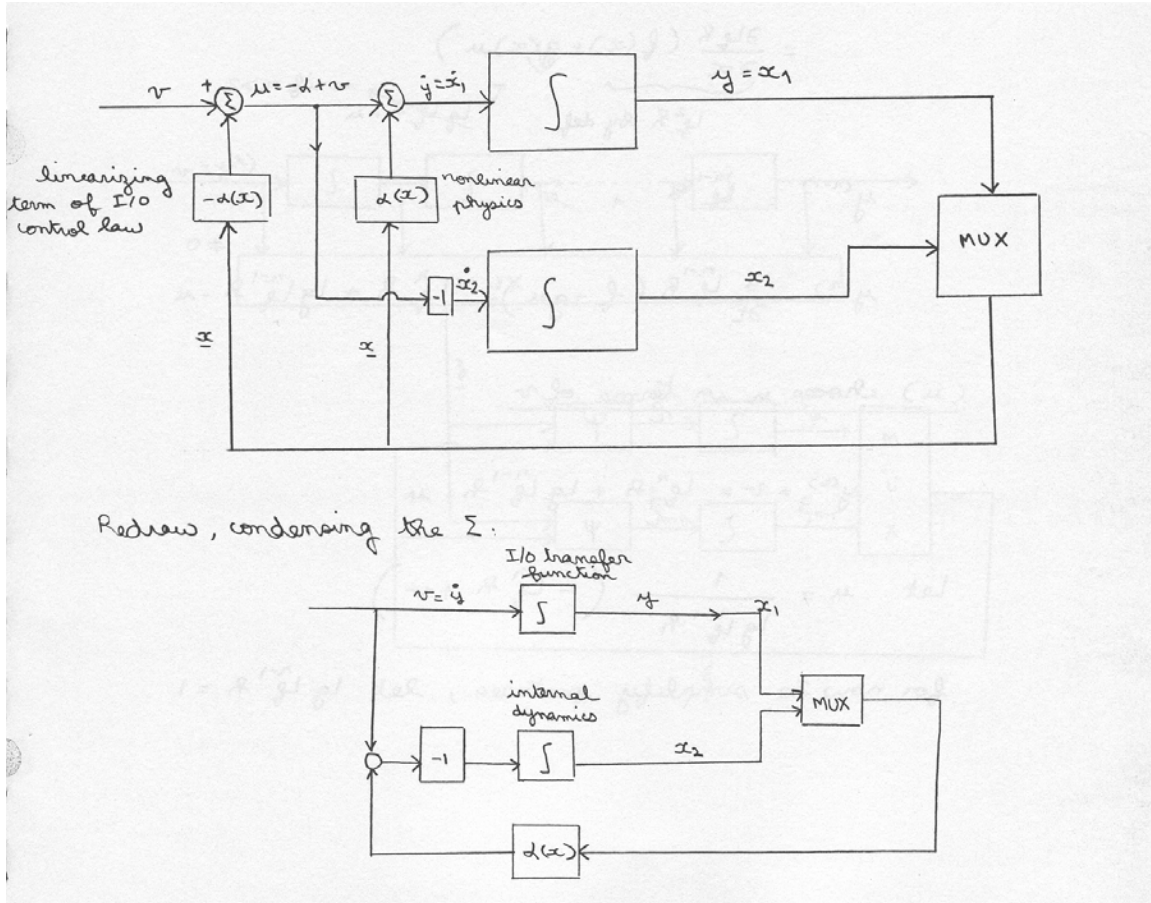 v
+
Σ
u=-α+v
Σ
ẏ=ẋ₁
∫
y=x₁
linearizing
term of I/O
control law
-α(x)
α(x)
nonlinear
physics
MUX
-1
ẋ₂
∫
x₂
x
x
Redraw, condensing the Σ:
I/O transfer
function
v=ẏ
∫
y
x₁
internal
dynamics
MUX
-1
∫
x₂
α(x)